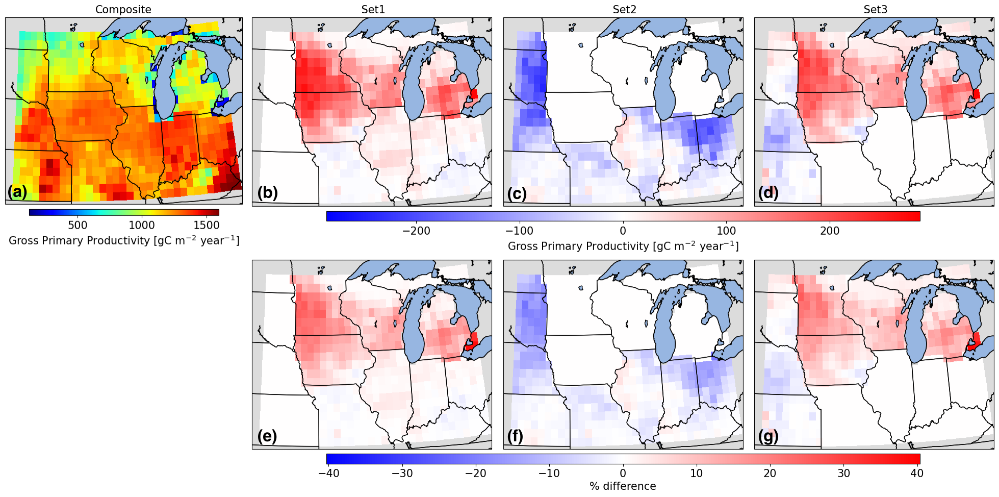 Composite
Set1
Set2
Set3
(a)
(b)
(c)
(d)
500 1000 1500
Gross Primary Productivity [gC m⁻² year⁻¹]
−200 −100 0 100 200
Gross Primary Productivity [gC m⁻² year⁻¹]
(e)
(f)
(g)
−40 −30 −20 −10 0 10 20 30 40
% difference